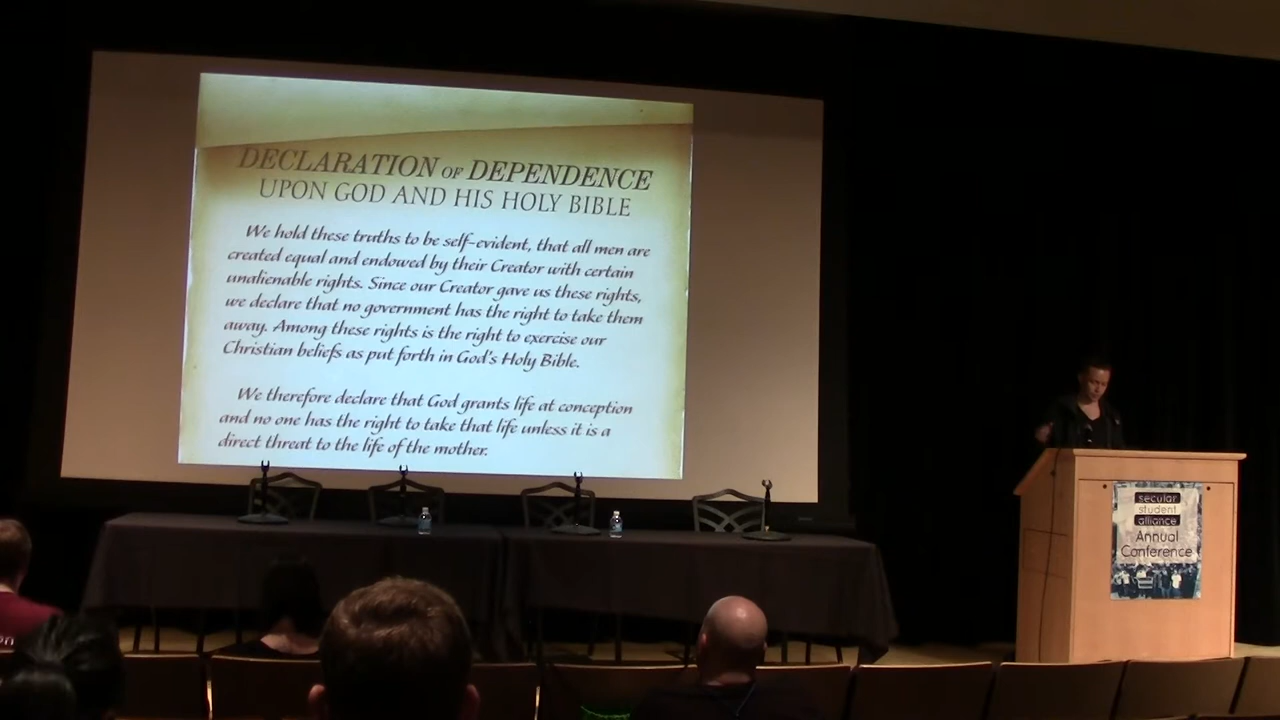 DECLARATION OF DEPENDENCE
UPON GOD AND HIS HOLY BIBLE
We hold these truths to be self-evident, that all men are
created equal and endowed by their Creator with certain
unalienable rights. Since our Creator gave us these rights,
we declare that no government has the right to take them
away. Among these rights is the right to exercise our
Christian beliefs as put forth in God's Holy Bible.
We therefore declare that God grants life at conception
and no one has the right to take that life unless it is a
direct threat to the life of the mother.
secular
student
alliance
Annual
Conference